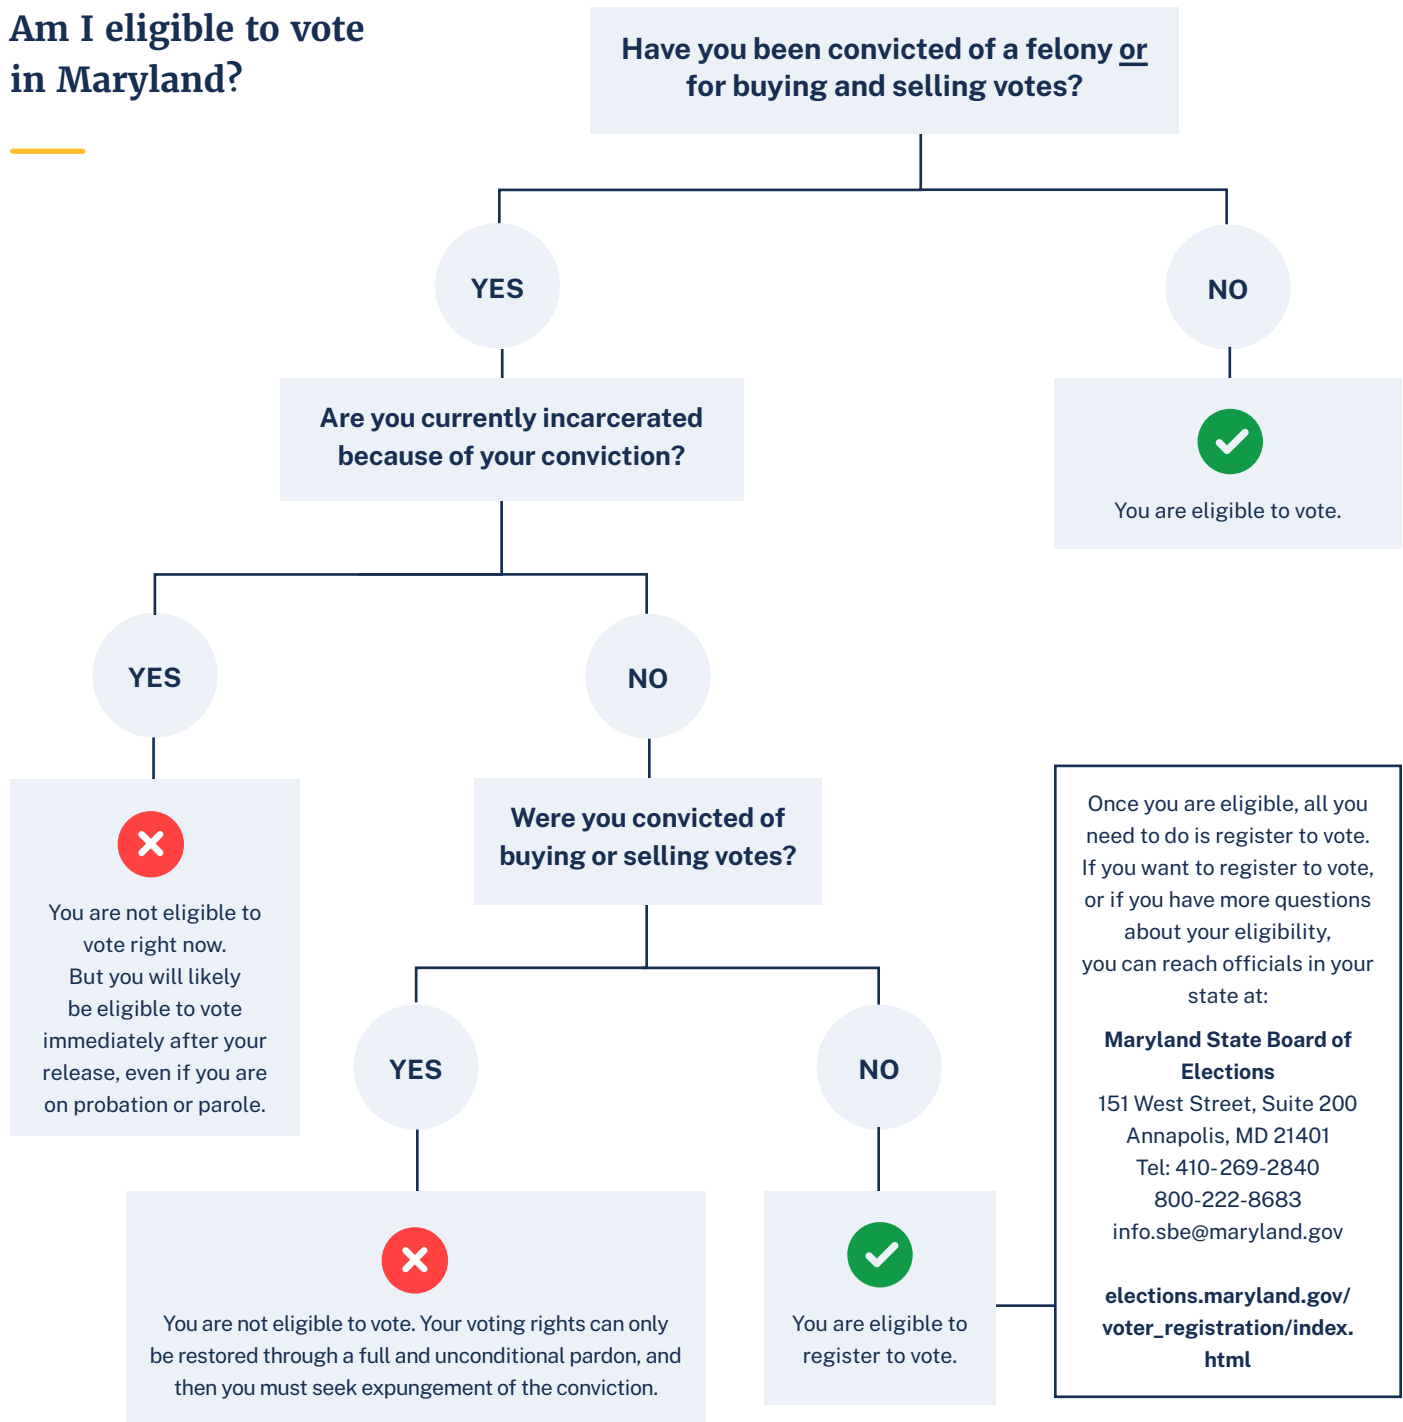 Am I eligible to vote
in Maryland?
Have you been convicted of a felony or
for buying and selling votes?
YES
NO
Are you currently incarcerated
because of your conviction?
You are eligible to vote.
YES
NO
You are not eligible to
vote right now.
But you will likely
be eligible to vote
immediately after your
release, even if you are
on probation or parole.
Were you convicted of
buying or selling votes?
YES
NO
You are not eligible to vote. Your voting rights can only
be restored through a full and unconditional pardon, and
then you must seek expungement of the conviction.
You are eligible to
register to vote.
Once you are eligible, all you
need to do is register to vote.
If you want to register to vote,
or if you have more questions
about your eligibility,
you can reach officials in your
state at:
Maryland State Board of
Elections
151 West Street, Suite 200
Annapolis, MD 21401
Tel: 410-269-2840
800-222-8683
info.sbe@maryland.gov
elections.maryland.gov/
voter_registration/index.
html